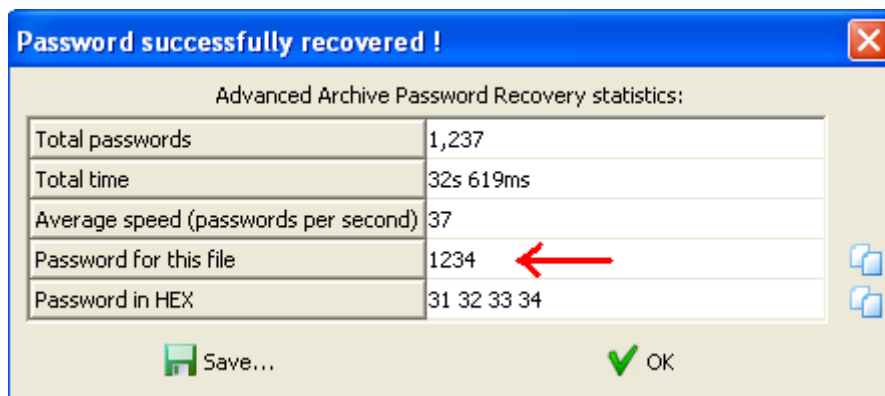 Password successfully recovered !
Advanced Archive Password Recovery statistics:
Total passwords 1,237
Total time 32s 619ms
Average speed (passwords per second) 37
Password for this file 1234
Password in HEX 31 32 33 34
Save... OK